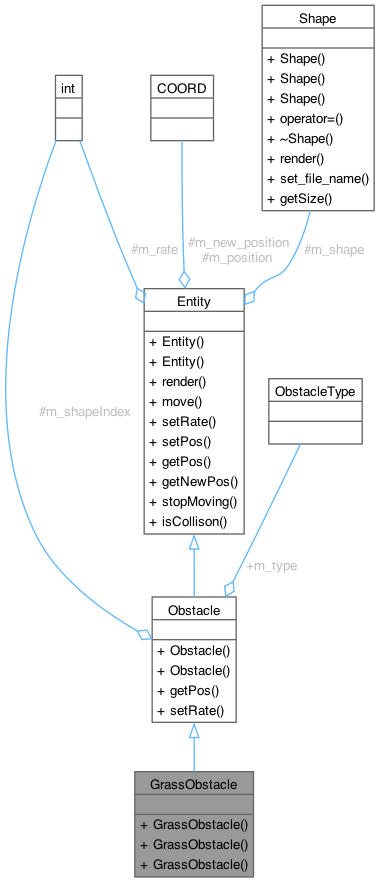 Shape
+ Shape()
+ Shape()
+ Shape()
+ operator=()
+ ~Shape()
+ render()
+ set_file_name()
+ getSize()
int
COORD
#m_rate
#m_new_position
#m_position
#m_shape
Entity
+ Entity()
+ Entity()
+ render()
+ move()
+ setRate()
+ setPos()
+ getPos()
+ getNewPos()
+ stopMoving()
+ isCollison()
#m_shapeIndex
ObstacleType
+m_type
Obstacle
+ Obstacle()
+ Obstacle()
+ getPos()
+ setRate()
GrassObstacle
+ GrassObstacle()
+ GrassObstacle()
+ GrassObstacle()